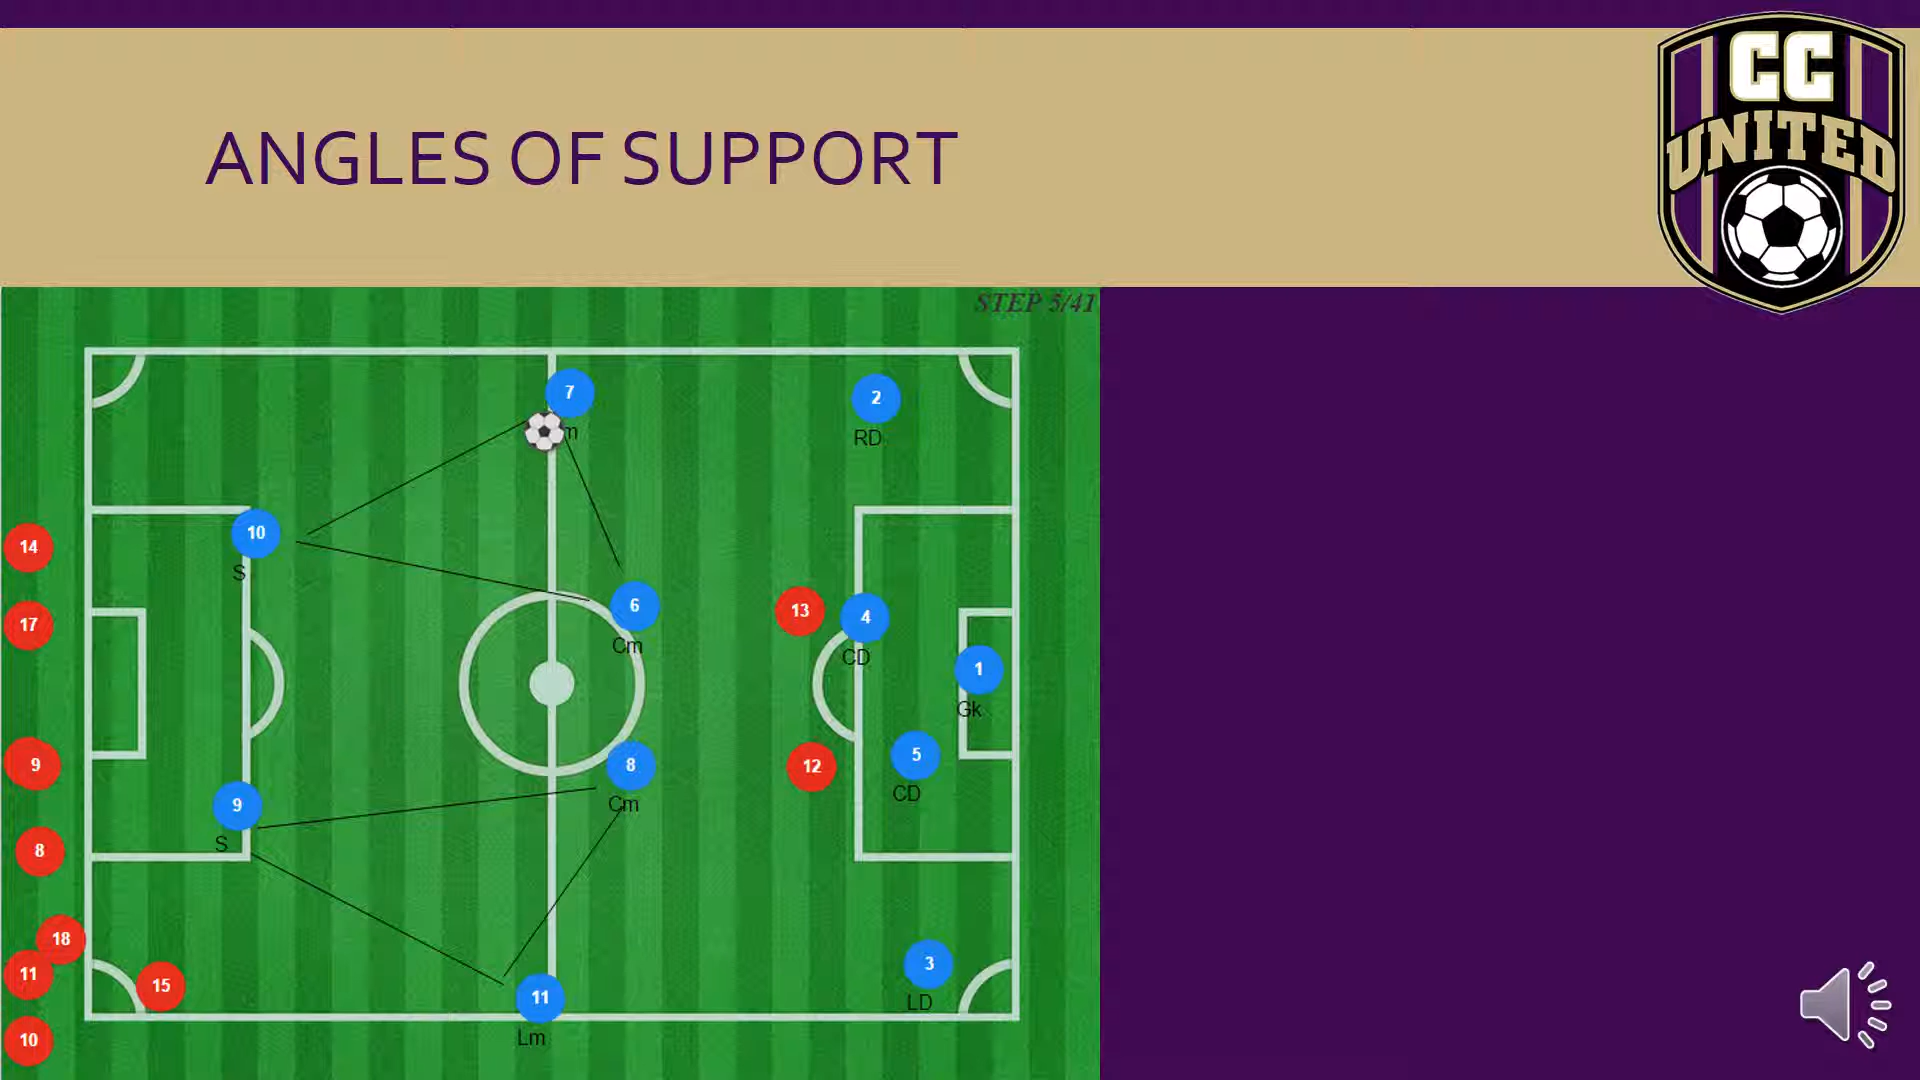 CC
UNITED
ANGLES OF SUPPORT
STEP 5/41
7
m
2
RD
10
S
14
17
6
Cm
13
4
CD
1
Gk
9
8
Cm
12
5
CD
9
S
8
18
11
15
3
LD
11
Lm
10